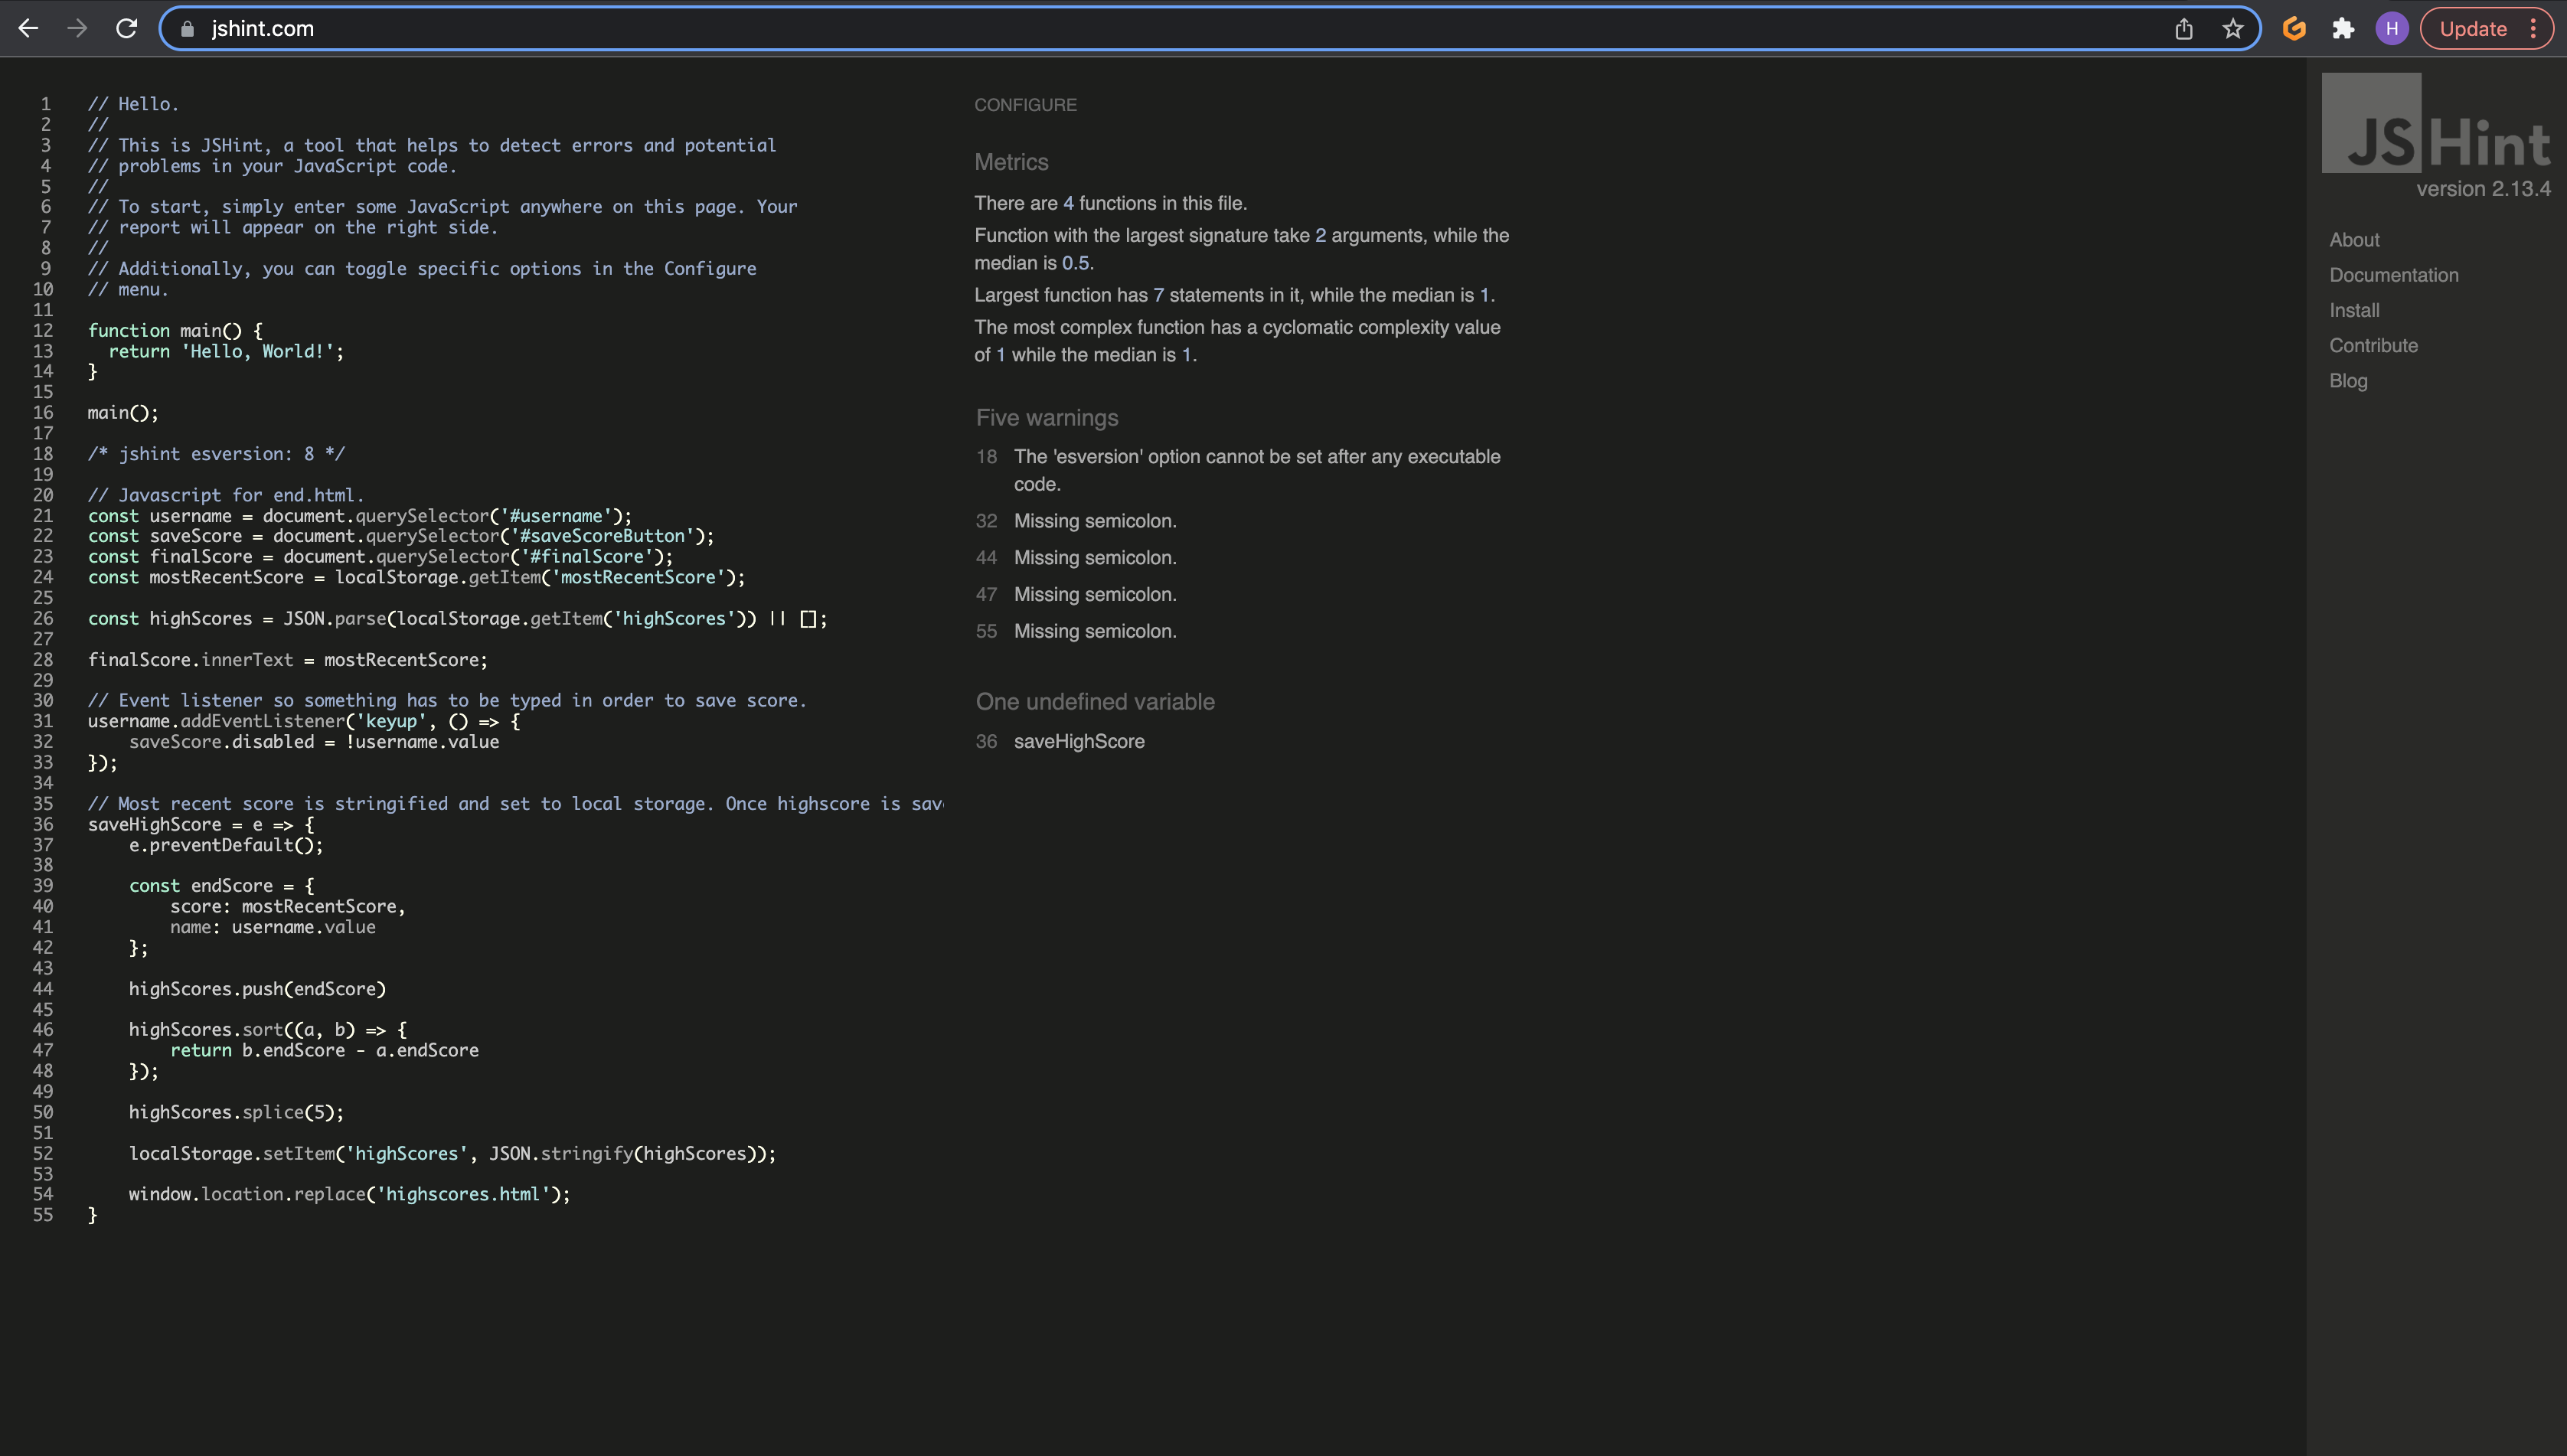 jshint.com
H
Update
1 // Hello.
2 //
3 // This is JSHint, a tool that helps to detect errors and potential
4 // problems in your JavaScript code.
5 //
6 // To start, simply enter some JavaScript anywhere on this page. Your
7 // report will appear on the right side.
8 //
9 // Additionally, you can toggle specific options in the Configure
10 // menu.
11
12 function main() {
13   return 'Hello, World!';
14 }
15
16 main();
17
18 /* jshint esversion: 8 */
19
20 // Javascript for end.html.
21 const username = document.querySelector('#username');
22 const saveScore = document.querySelector('#saveScoreButton');
23 const finalScore = document.querySelector('#finalScore');
24 const mostRecentScore = localStorage.getItem('mostRecentScore');
25
26 const highScores = JSON.parse(localStorage.getItem('highScores')) || [];
27
28 finalScore.innerText = mostRecentScore;
29
30 // Event listener so something has to be typed in order to save score.
31 username.addEventListener('keyup', () => {
32     saveScore.disabled = !username.value
33 });
34
35 // Most recent score is stringified and set to local storage. Once highscore is sav
36 saveHighScore = e => {
37     e.preventDefault();
38
39     const endScore = {
40         score: mostRecentScore,
41         name: username.value
42     };
43
44     highScores.push(endScore)
45
46     highScores.sort((a, b) => {
47         return b.endScore - a.endScore
48     });
49
50     highScores.splice(5);
51
52     localStorage.setItem('highScores', JSON.stringify(highScores));
53
54     window.location.replace('highscores.html');
55 }
CONFIGURE
Metrics
There are 4 functions in this file.
Function with the largest signature take 2 arguments, while the
median is 0.5.
Largest function has 7 statements in it, while the median is 1.
The most complex function has a cyclomatic complexity value
of 1 while the median is 1.
Five warnings
18 The 'esversion' option cannot be set after any executable
code.
32 Missing semicolon.
44 Missing semicolon.
47 Missing semicolon.
55 Missing semicolon.
One undefined variable
36 saveHighScore
JSHint
version 2.13.4
About
Documentation
Install
Contribute
Blog